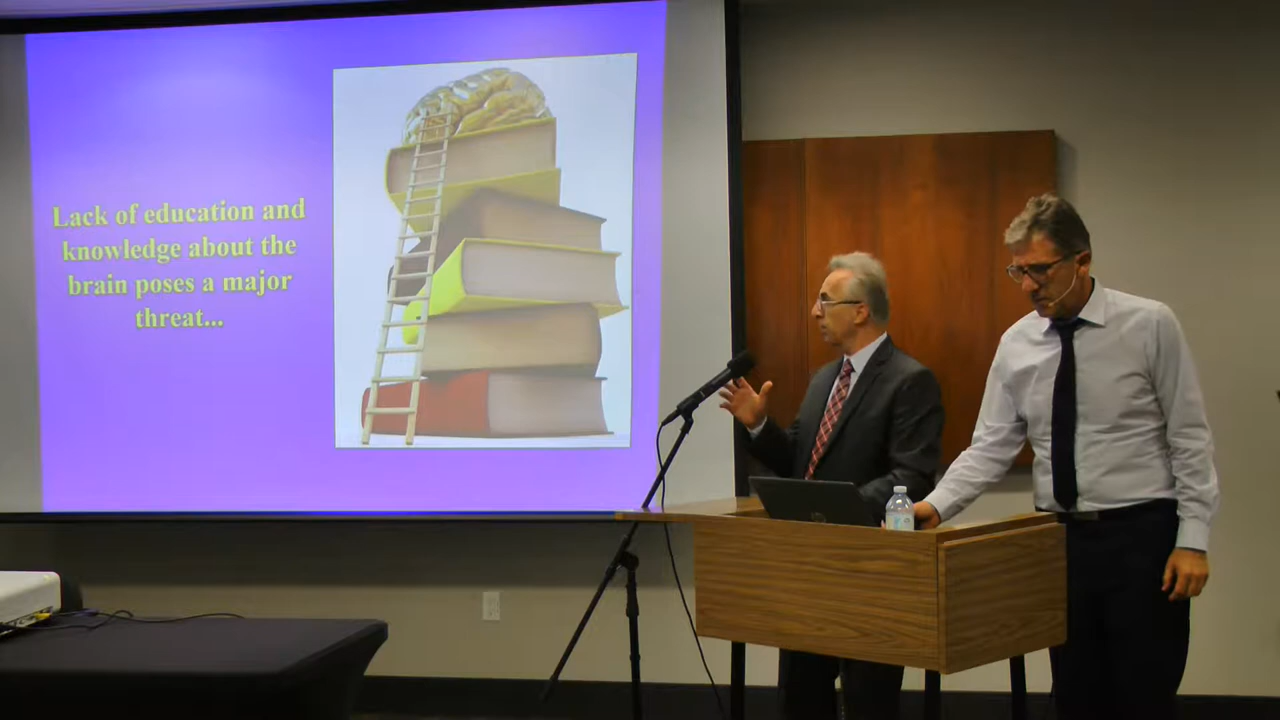 Lack of education and
knowledge about the
brain poses a major
threat...